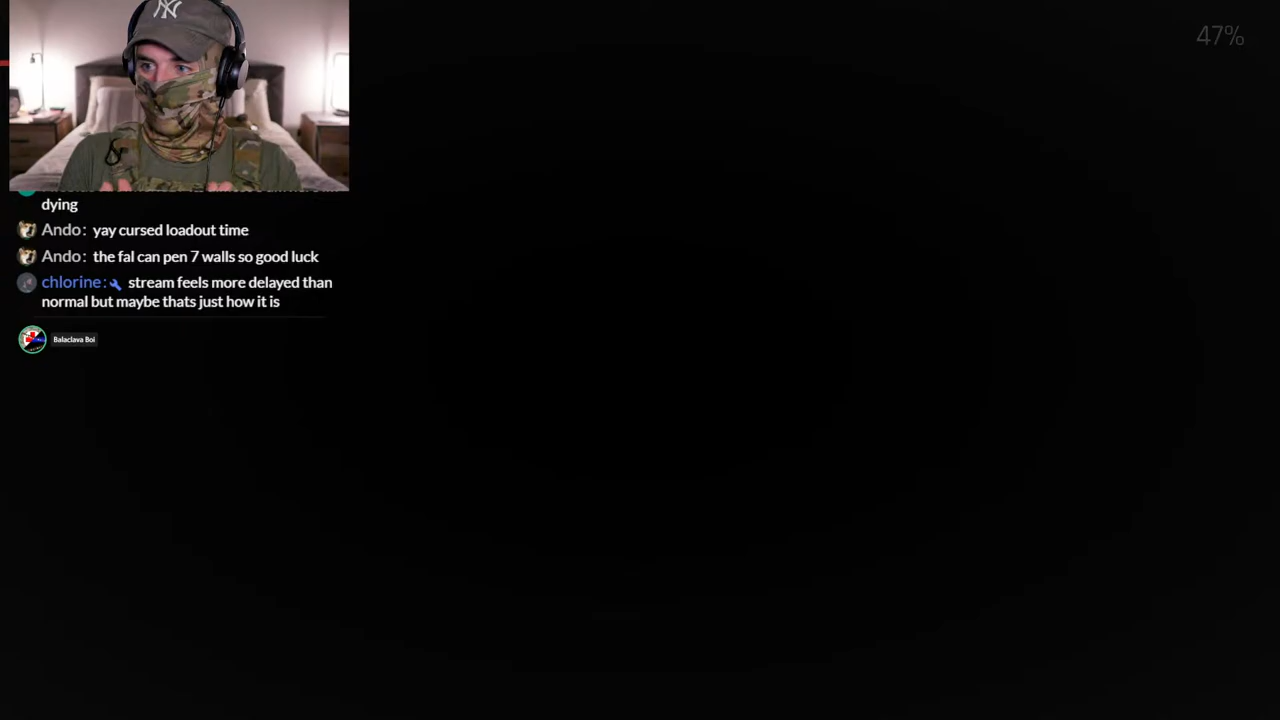 NY
47%
dying
Ando: yay cursed loadout time
Ando: the fal can pen 7 walls so good luck
chlorine: stream feels more delayed than
normal but maybe thats just how it is
Balaclava Boi